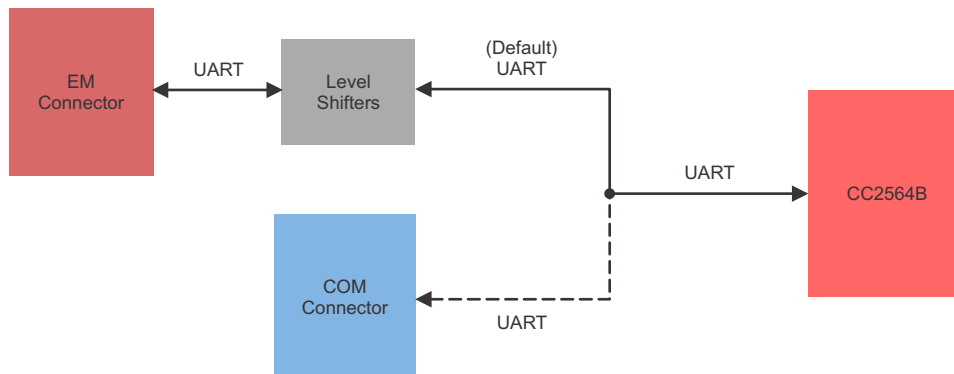 EM
Connector
UART
Level
Shifters
(Default)
UART
UART
CC2564B
COM
Connector
UART